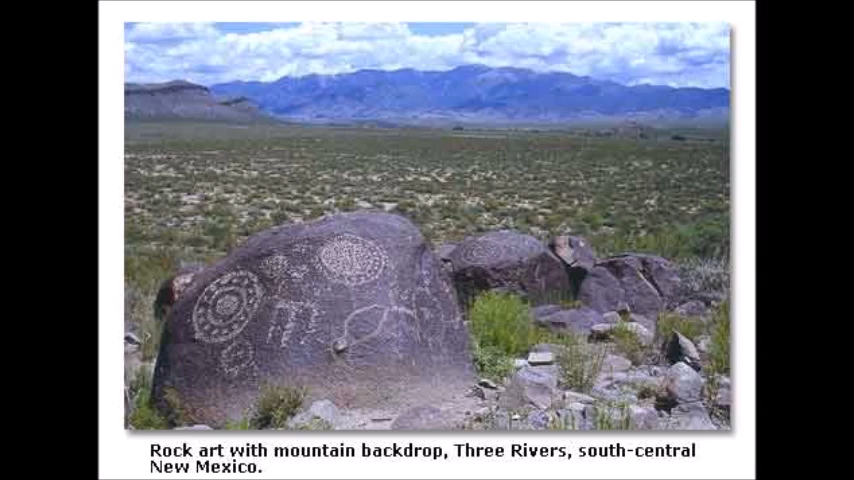 Rock art with mountain backdrop, Three Rivers, south-central
New Mexico.